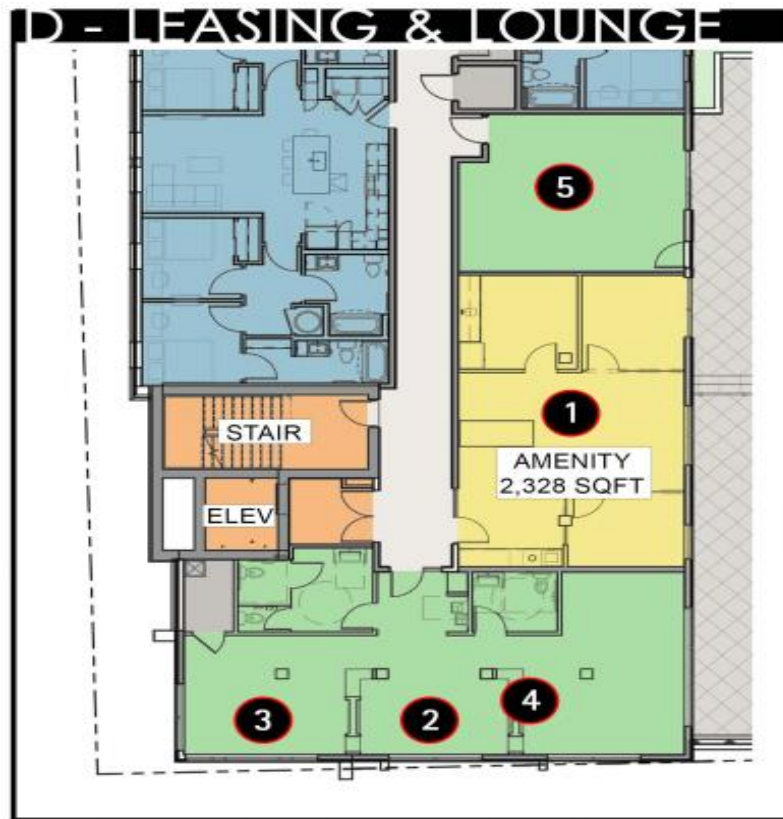 D - LEASING & LOUNGE
5
1
STAIR
AMENITY
2,328 SQFT
ELEV
3
2
4